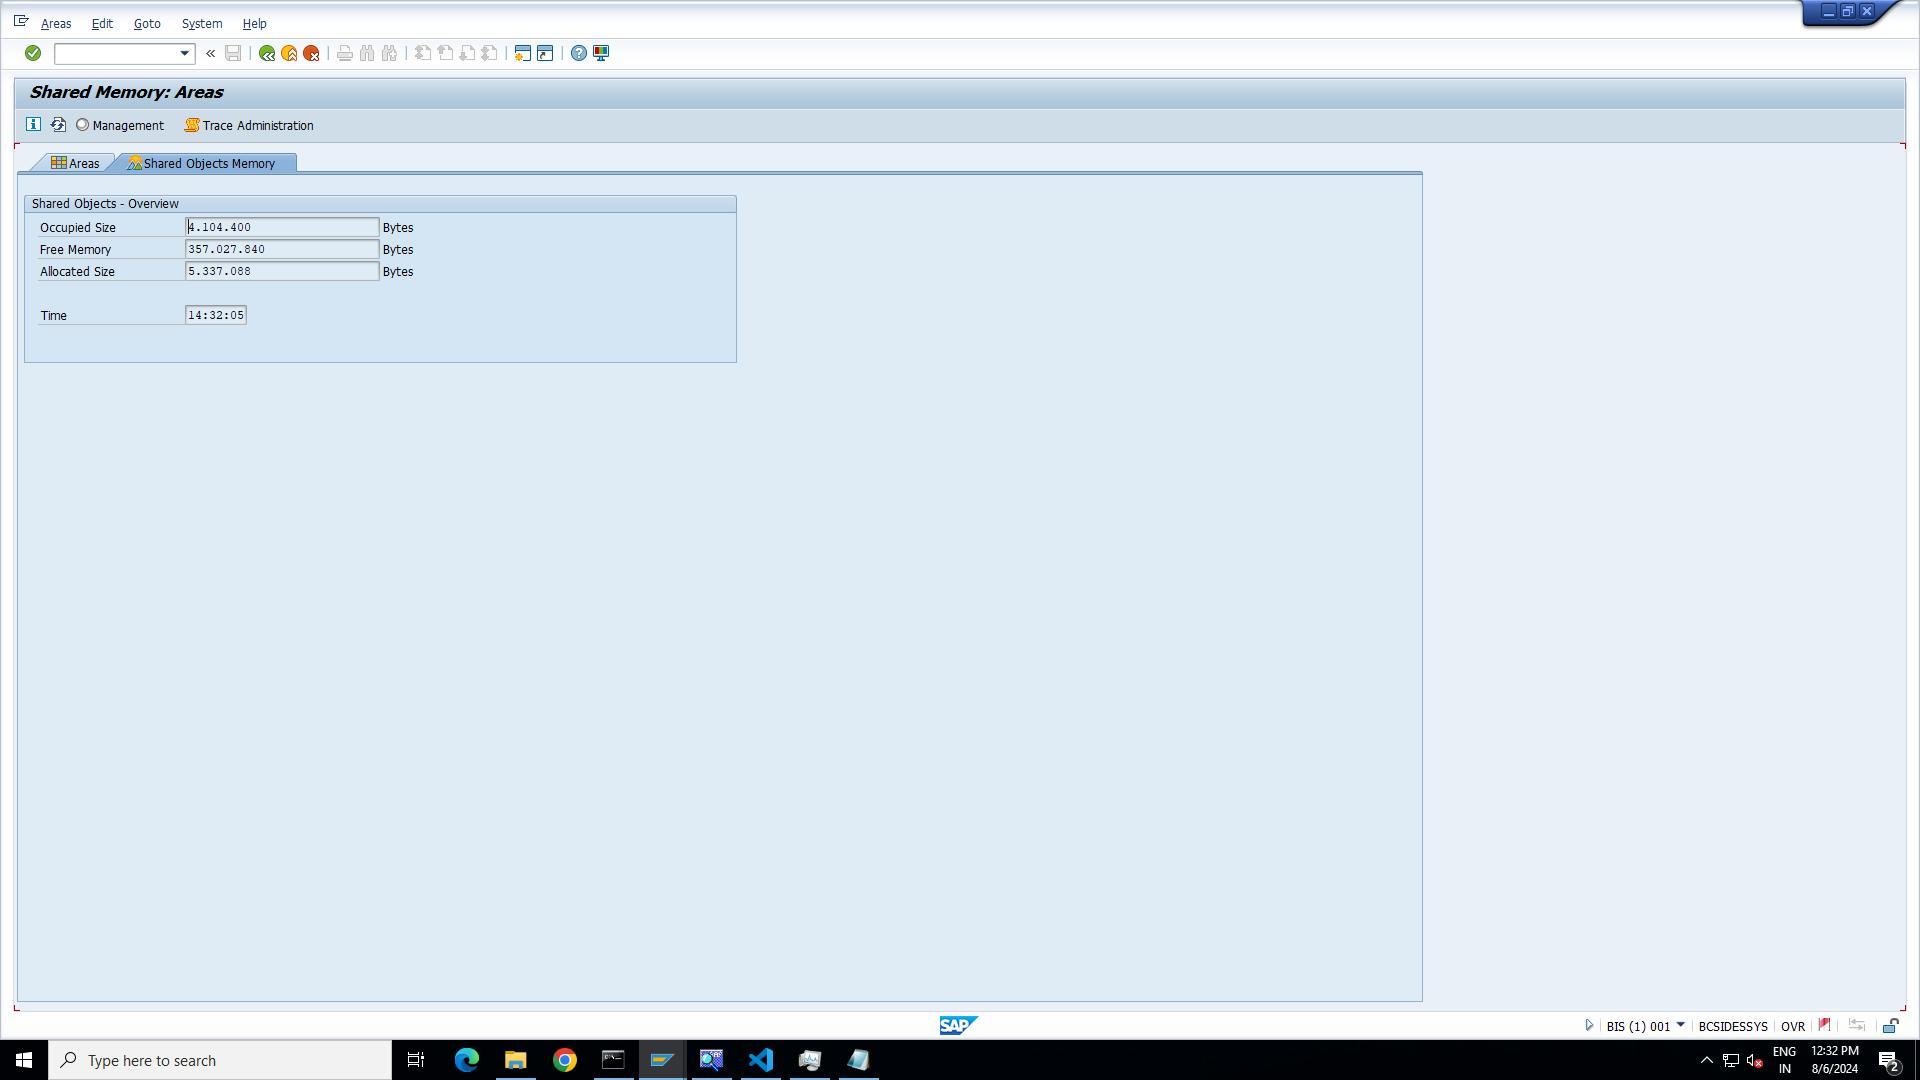 Areas Edit Goto System Help
Shared Memory: Areas
Management Trace Administration
Areas Shared Objects Memory
Shared Objects - Overview
Occupied Size 4.104.400 Bytes
Free Memory 357.027.840 Bytes
Allocated Size 5.337.088 Bytes
Time 14:32:05
SAP
BIS (1) 001 BCSIDESSYS OVR
Type here to search
ENG
IN
12:32 PM
8/6/2024
2